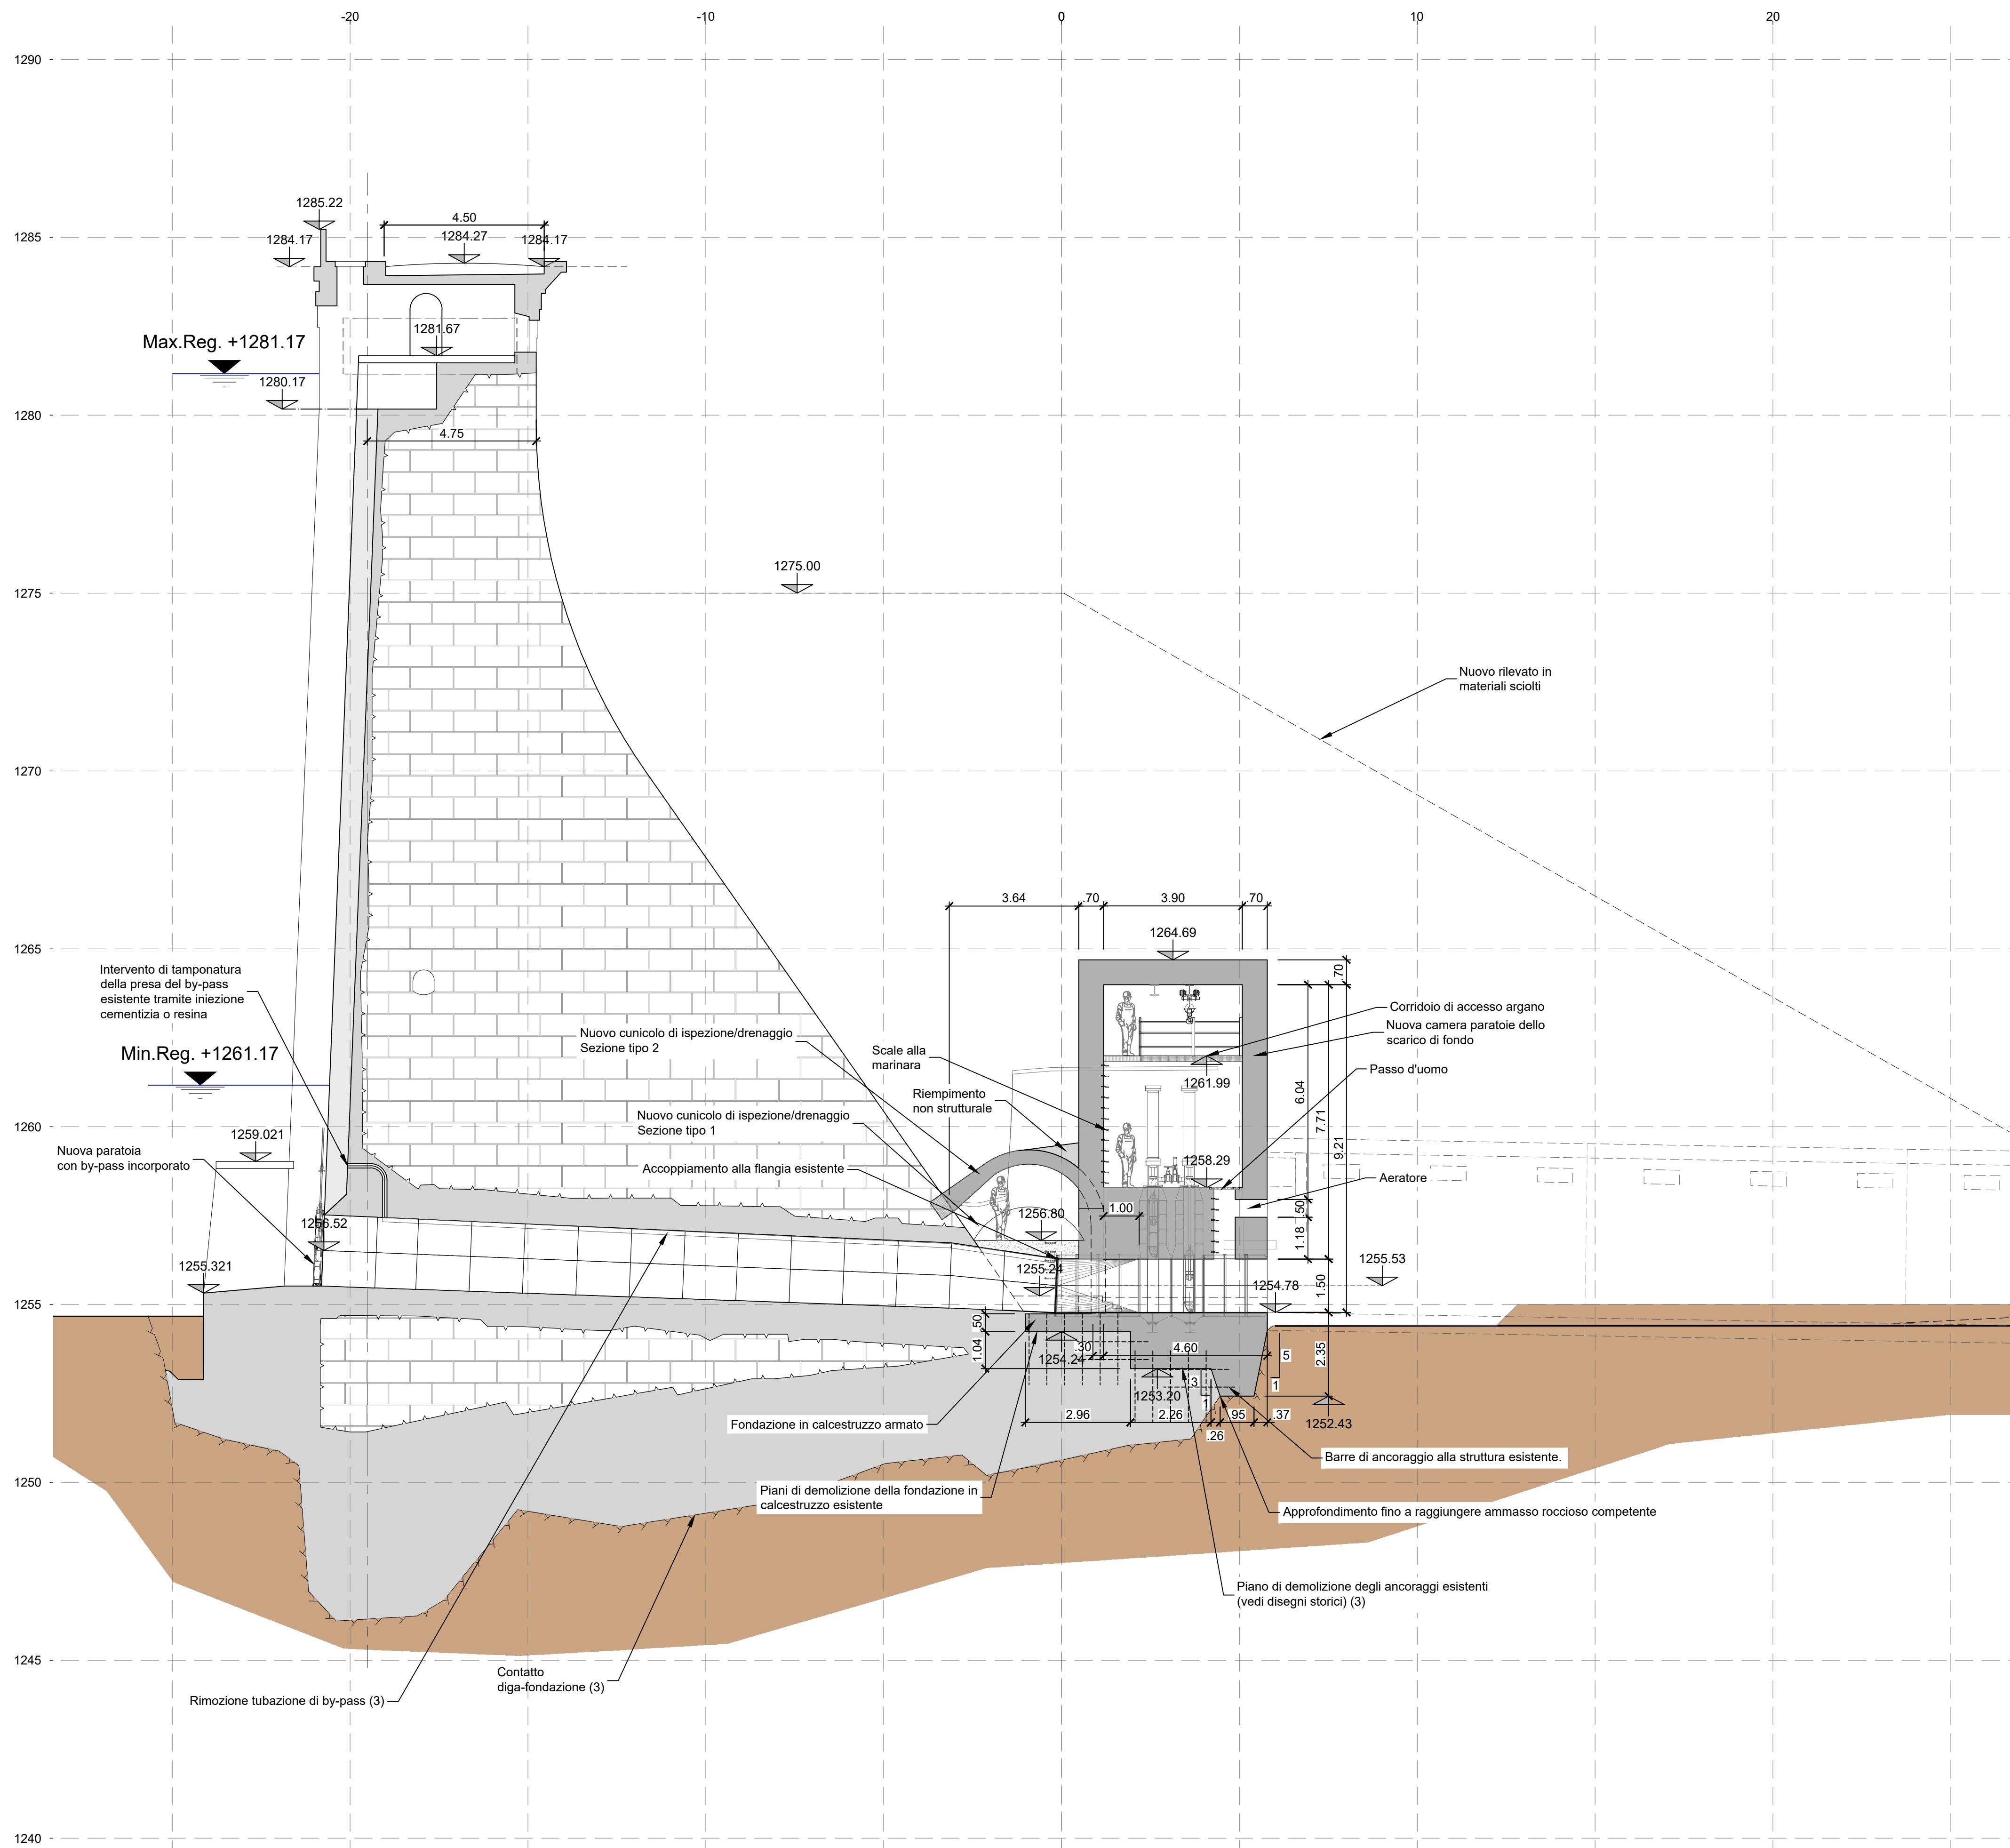 -20
-10
0
10
20
1290
1285
1280
1275
1270
1265
1260
1255
1250
1245
1240
1285.22
1284.17
4.50
1284.27
1284.17
1281.67
Max.Reg. +1281.17
1280.17
4.75
1275.00
Nuovo rilevato in
materiali sciolti
3.64
.70
3.90
.70
1264.69
.70
Intervento di tamponatura
della presa del by-pass
esistente tramite iniezione
cementizia o resina
Min.Reg. +1261.17
Nuovo cunicolo di ispezione/drenaggio
Sezione tipo 2
Scale alla
marinara
Riempimento
non strutturale
Corridoio di accesso argano
Nuova camera paratoie dello
scarico di fondo
Passo d'uomo
1261.99
6.04
7.71
9.21
Nuovo cunicolo di ispezione/drenaggio
Sezione tipo 1
Accoppiamento alla flangia esistente
Nuova paratoia
con by-pass incorporato
1259.021
1258.29
Aeratore
1.00
.50
1.18
1256.80
1256.52
1255.321
1255.24
1255.53
1254.78
1.50
.50
1.04
.30
1254.24
4.60
5
1
2.35
3
1
1253.20
1252.43
2.96
2.26
.26
.95
.37
Fondazione in calcestruzzo armato
Barre di ancoraggio alla struttura esistente.
Piani di demolizione della fondazione in
calcestruzzo esistente
Approfondimento fino a raggiungere ammasso roccioso competente
Piano di demolizione degli ancoraggi esistenti
(vedi disegni storici) (3)
Contatto
diga-fondazione (3)
Rimozione tubazione di by-pass (3)